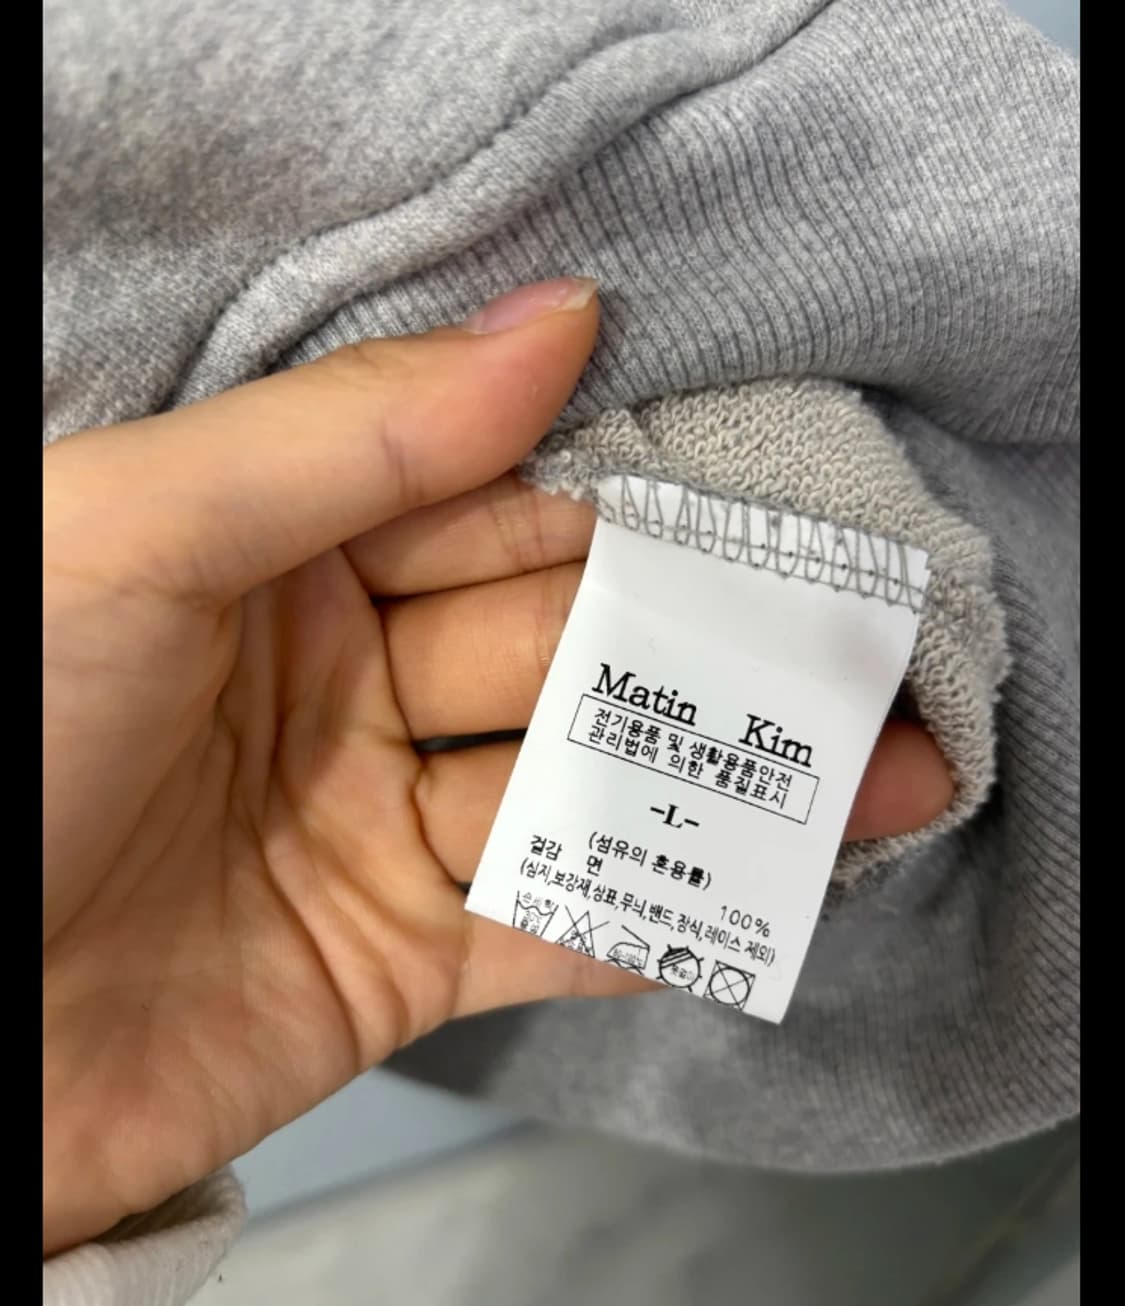 Matin Kim
전기용품 및 생활용품안전
관리법에 의한 품질표시
-L-
(섬유의 혼용률)
겉감 면 100%
(심지,보강재,상표,무늬,밴드,장식,레이스 제외)